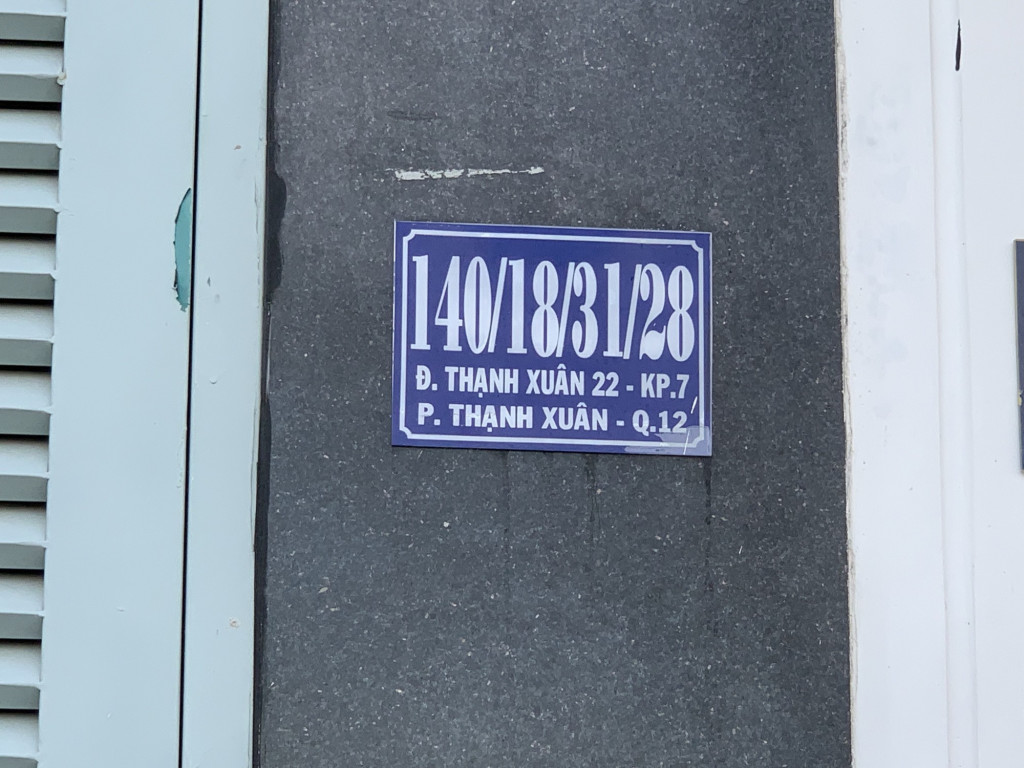 140/18/31/28
Đ. THẠNH XUÂN 22 - KP.7
P. THẠNH XUÂN - Q.12